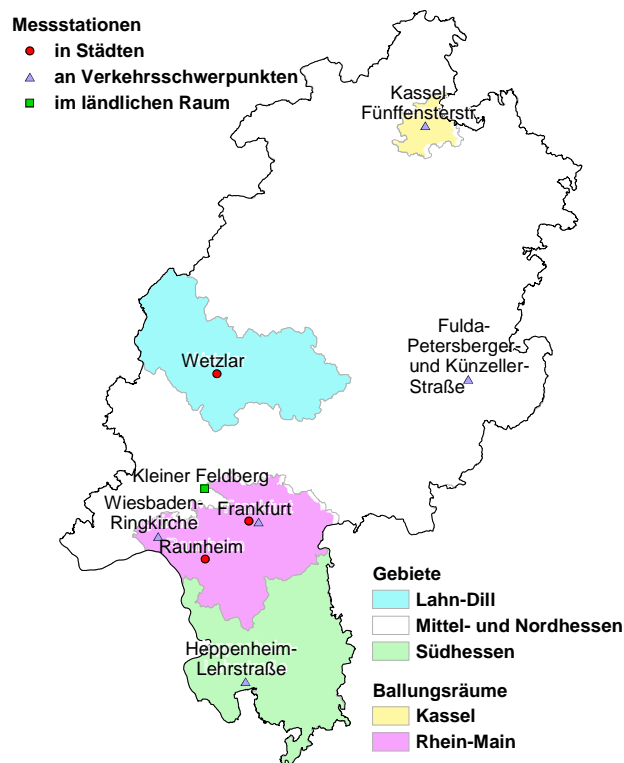 Messstationen
in Städten
an Verkehrsschwerpunkten
im ländlichen Raum
Kassel-
Fünffensterstr.
Wetzlar
Fulda-
Petersberger-
und Künzeller-
Straße
Kleiner Feldberg
Wiesbaden-
Ringkirche
Frankfurt
Raunheim
Heppenheim-
Lehrstraße
Gebiete
Lahn-Dill
Mittel- und Nordhessen
Südhessen
Ballungsräume
Kassel
Rhein-Main